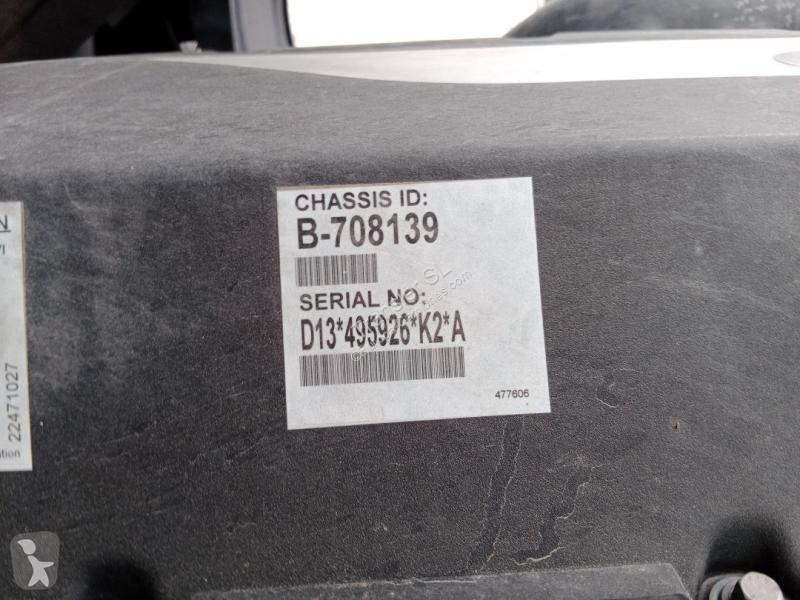 CHASSIS ID:
B-708139
SERIAL NO:
D13*495926*K2*A
477606
22471027